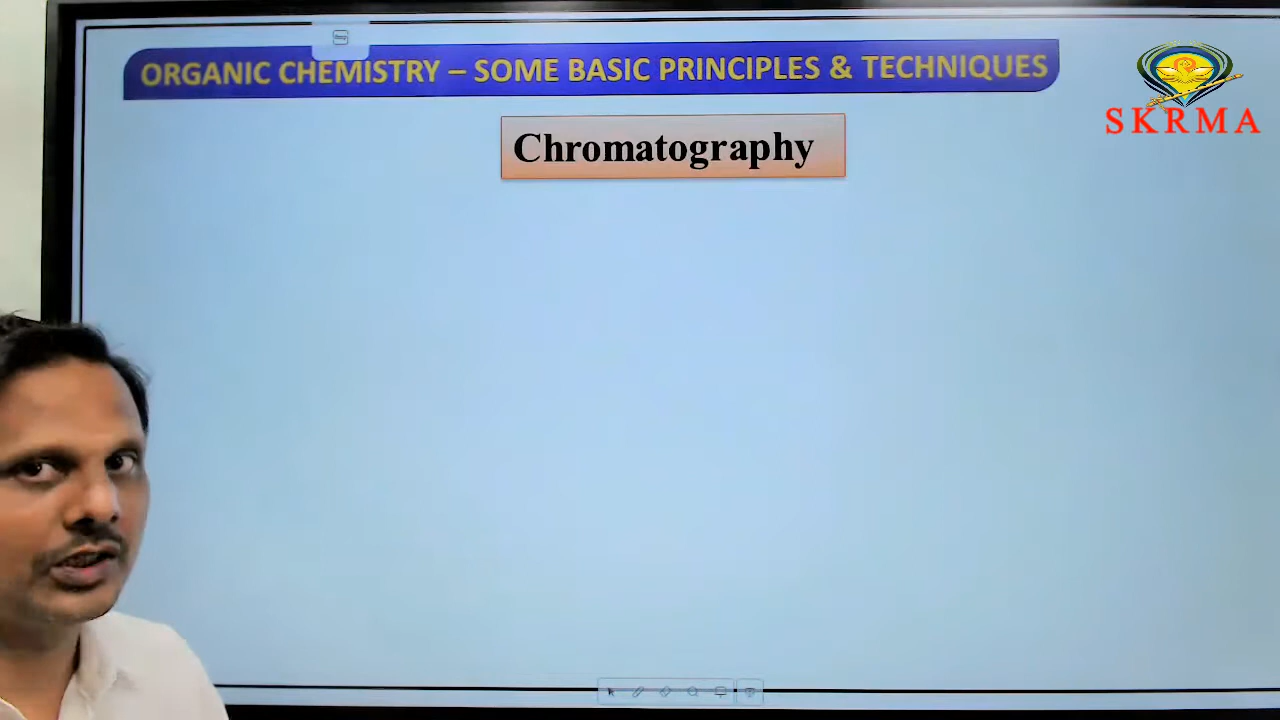 ORGANIC CHEMISTRY – SOME BASIC PRINCIPLES & TECHNIQUES
SKRMA
Chromatography